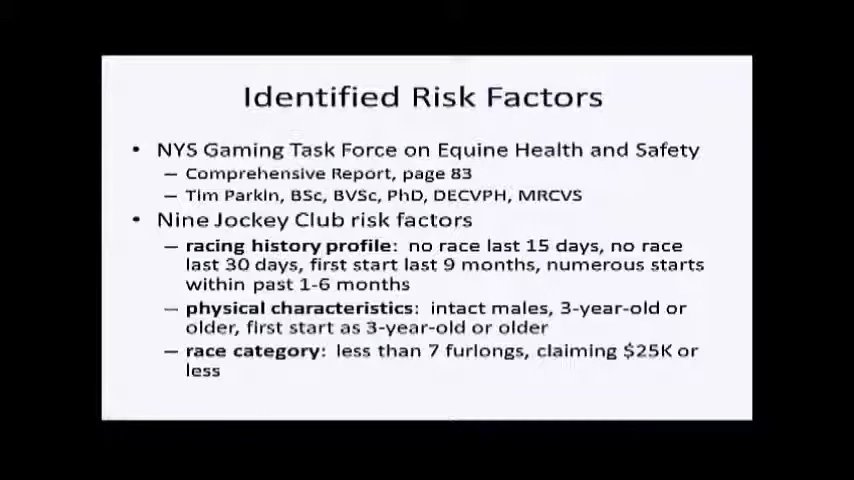 Identified Risk Factors
• NYS Gaming Task Force on Equine Health and Safety
– Comprehensive Report, page 83
– Tim Parkin, BSc, BVSc, PhD, DECVPH, MRCVS
• Nine Jockey Club risk factors
– racing history profile: no race last 15 days, no race
last 30 days, first start last 9 months, numerous starts
within past 1-6 months
– physical characteristics: intact males, 3-year-old or
older, first start as 3-year-old or older
– race category: less than 7 furlongs, claiming $25K or
less